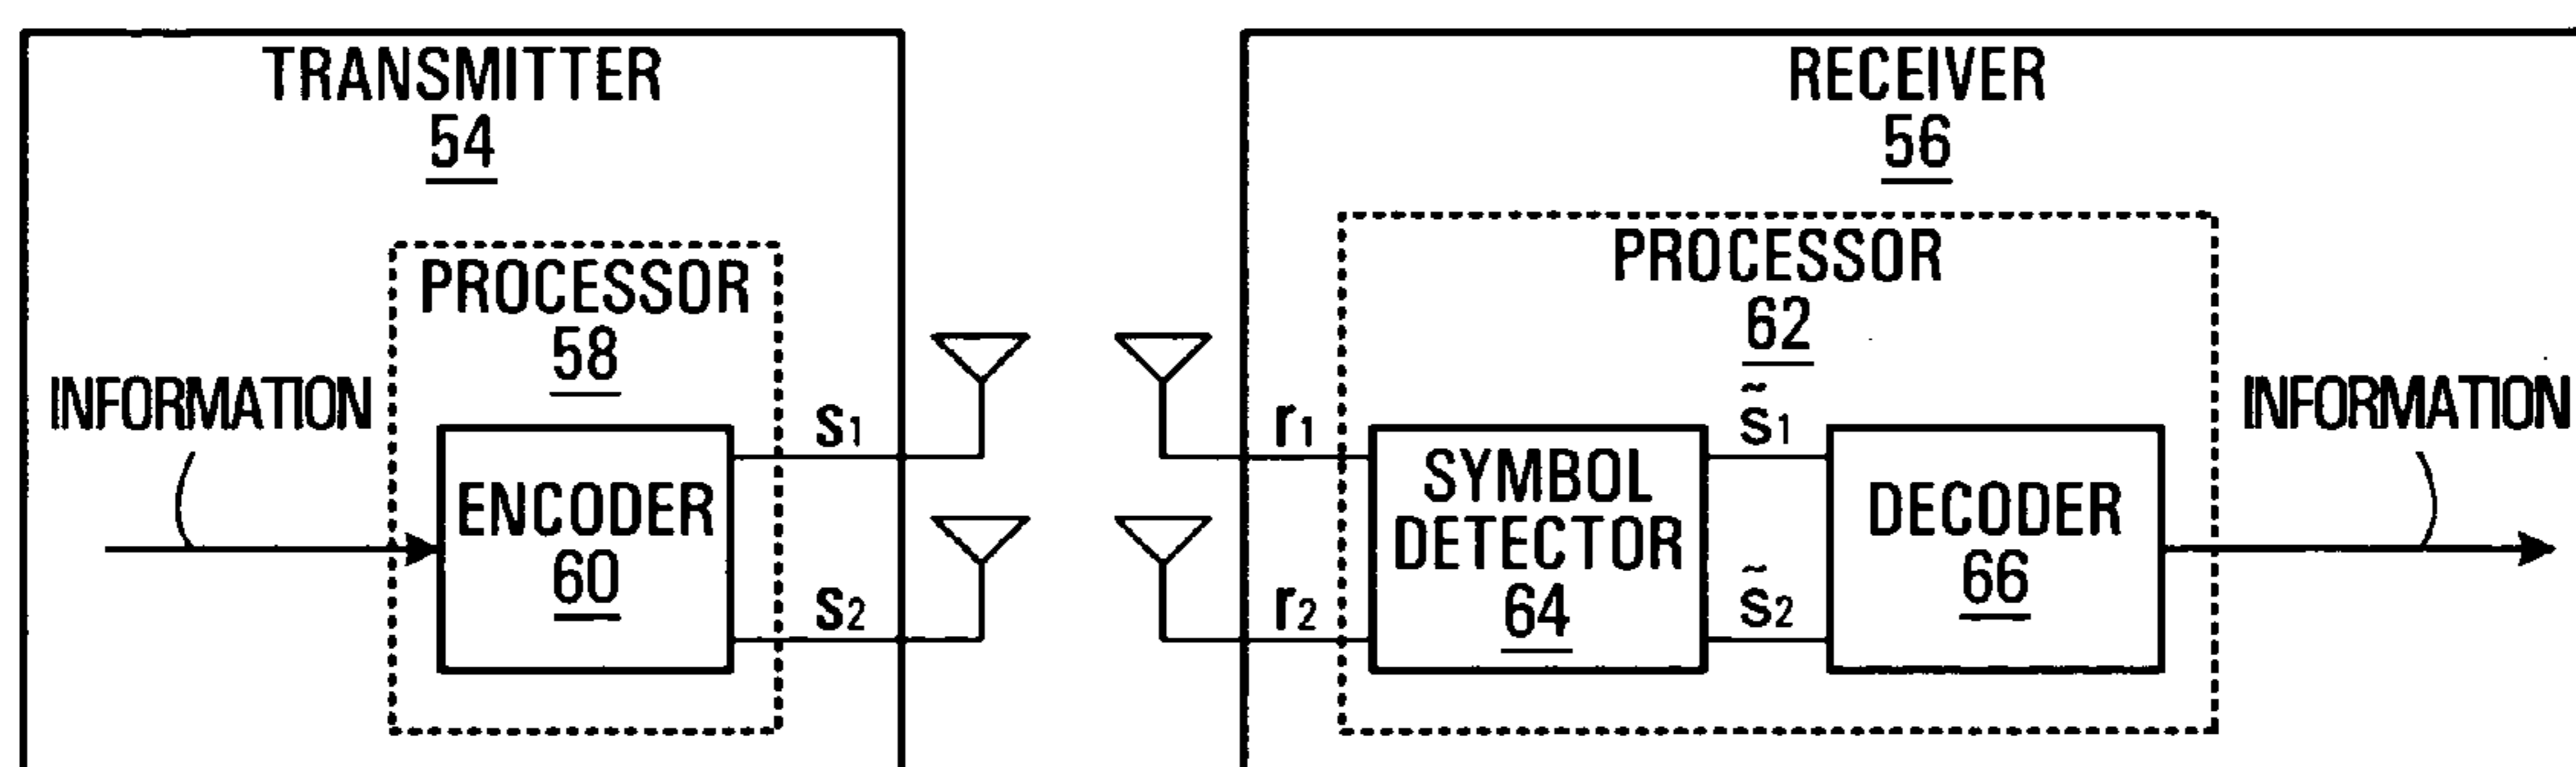 TRANSMITTER
54
PROCESSOR
58
INFORMATION
ENCODER
60
s₁
s₂
RECEIVER
56
PROCESSOR
62
r₁
r₂
SYMBOL
DETECTOR
64
s̃₁
s̃₂
DECODER
66
INFORMATION